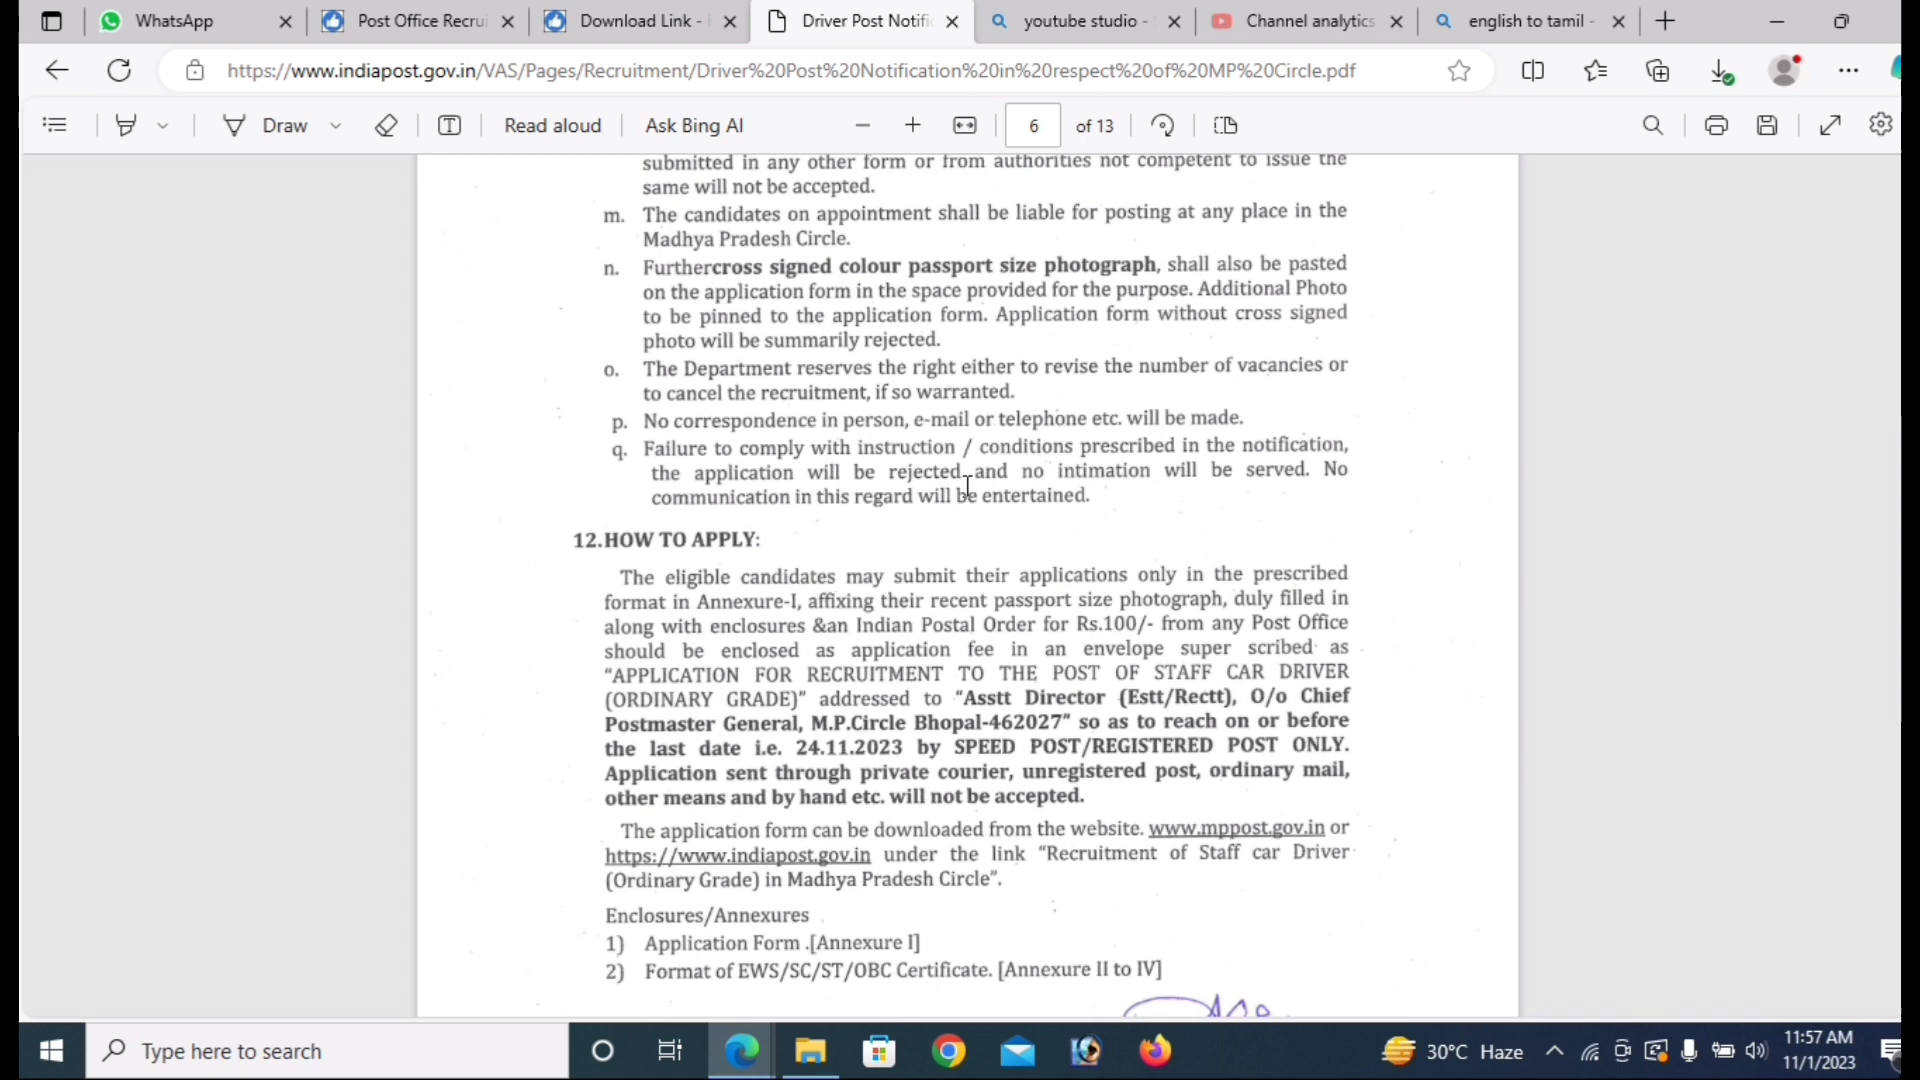 WhatsApp
Post Office Recrui
Download Link -
Driver Post Notifi
youtube studio -
Channel analytics
english to tamil -
https://www.indiapost.gov.in/VAS/Pages/Recruitment/Driver%20Post%20Notification%20in%20respect%20of%20MP%20Circle.pdf
Draw
Read aloud
Ask Bing AI
6
of 13
submitted in any other form or from authorities not competent to issue the
same will not be accepted.
m. The candidates on appointment shall be liable for posting at any place in the
Madhya Pradesh Circle.
n. Furthercross signed colour passport size photograph, shall also be pasted
on the application form in the space provided for the purpose. Additional Photo
to be pinned to the application form. Application form without cross signed
photo will be summarily rejected.
o. The Department reserves the right either to revise the number of vacancies or
to cancel the recruitment, if so warranted.
p. No correspondence in person, e-mail or telephone etc. will be made.
q. Failure to comply with instruction / conditions prescribed in the notification,
the application will be rejected and no intimation will be served. No
communication in this regard will be entertained.
12.HOW TO APPLY:
The eligible candidates may submit their applications only in the prescribed
format in Annexure-I, affixing their recent passport size photograph, duly filled in
along with enclosures &an Indian Postal Order for Rs.100/- from any Post Office
should be enclosed as application fee in an envelope super scribed as
“APPLICATION FOR RECRUITMENT TO THE POST OF STAFF CAR DRIVER
(ORDINARY GRADE)” addressed to “Asstt Director (Estt/Rectt), O/o Chief
Postmaster General, M.P.Circle Bhopal-462027” so as to reach on or before
the last date i.e. 24.11.2023 by SPEED POST/REGISTERED POST ONLY.
Application sent through private courier, unregistered post, ordinary mail,
other means and by hand etc. will not be accepted.
The application form can be downloaded from the website. www.mppost.gov.in or
https://www.indiapost.gov.in under the link “Recruitment of Staff car Driver
(Ordinary Grade) in Madhya Pradesh Circle”.
Enclosures/Annexures
1) Application Form .[Annexure I]
2) Format of EWS/SC/ST/OBC Certificate. [Annexure II to IV]
Type here to search
30°C Haze
11:57 AM
11/1/2023